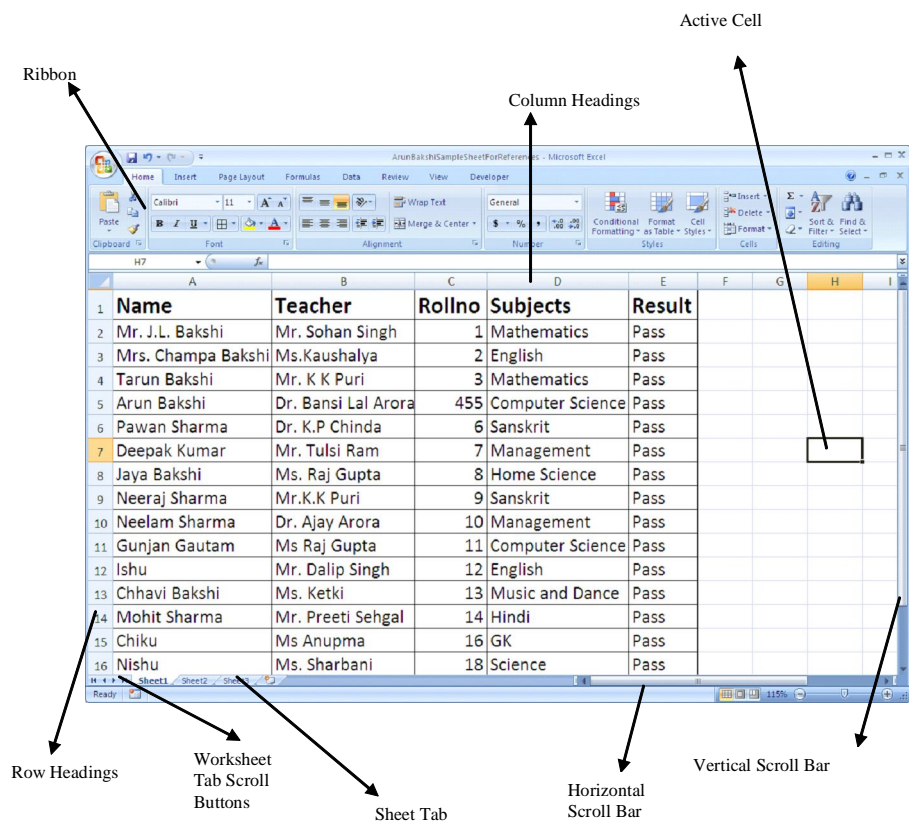 Active Cell
Ribbon
Column Headings
ArunBakshiSampleSheetForReferences - Microsoft Excel
Home Insert Page Layout Formulas Data Review View Developer
Calibri 11 A A Wrap Text General Insert
Paste B I U A Merge & Center $ % , Conditional Formatting Format as Table Cell Styles Delete Format Σ Sort & Filter Find & Select
Clipboard Font Alignment Number Styles Cells Editing
H7 fx
A B C D E F G H I
1 Name Teacher Rollno Subjects Result
2 Mr. J.L. Bakshi Mr. Sohan Singh 1 Mathematics Pass
3 Mrs. Champa Bakshi Ms.Kaushalya 2 English Pass
4 Tarun Bakshi Mr. K K Puri 3 Mathematics Pass
5 Arun Bakshi Dr. Bansi Lal Arora 455 Computer Science Pass
6 Pawan Sharma Dr. K.P Chinda 6 Sanskrit Pass
7 Deepak Kumar Mr. Tulsi Ram 7 Management Pass
8 Jaya Bakshi Ms. Raj Gupta 8 Home Science Pass
9 Neeraj Sharma Mr.K.K Puri 9 Sanskrit Pass
10 Neelam Sharma Dr. Ajay Arora 10 Management Pass
11 Gunjan Gautam Ms Raj Gupta 11 Computer Science Pass
12 Ishu Mr. Dalip Singh 12 English Pass
13 Chhavi Bakshi Ms. Ketki 13 Music and Dance Pass
14 Mohit Sharma Mr. Preeti Sehgal 14 Hindi Pass
15 Chiku Ms Anupma 16 GK Pass
16 Nishu Ms. Sharbani 18 Science Pass
Sheet1 Sheet2 Sheet3
Ready 115%
Row Headings
Worksheet
Tab Scroll
Buttons
Sheet Tab
Horizontal
Scroll Bar
Vertical Scroll Bar